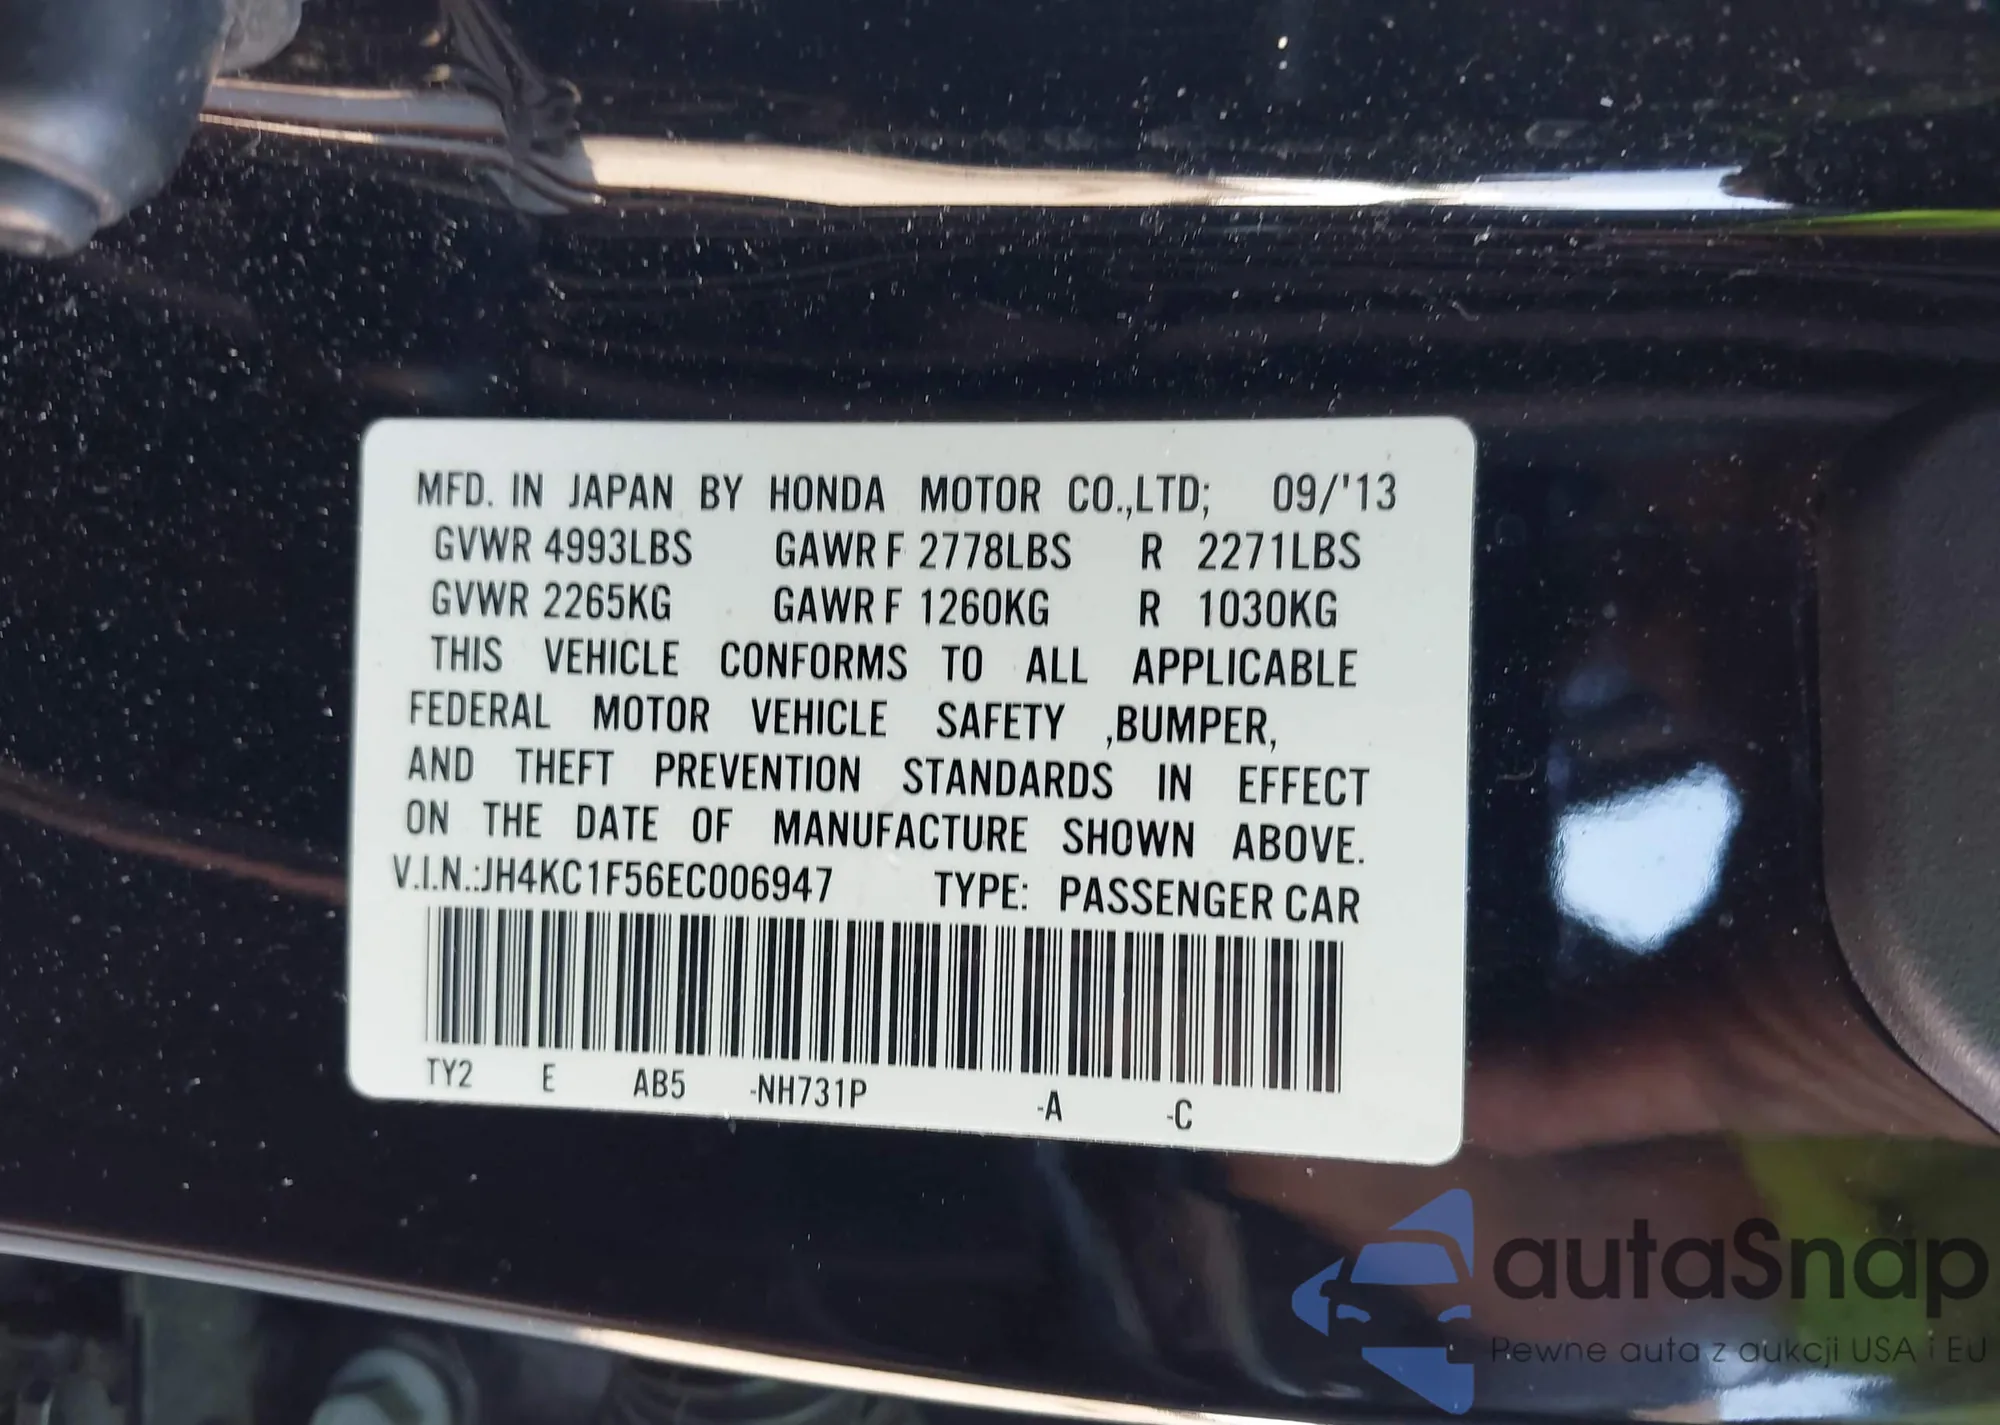 MFD. IN JAPAN BY HONDA MOTOR CO.,LTD; 09/'13
GVWR 4993LBS GAWR F 2778LBS R 2271LBS
GVWR 2265KG GAWR F 1260KG R 1030KG
THIS VEHICLE CONFORMS TO ALL APPLICABLE
FEDERAL MOTOR VEHICLE SAFETY ,BUMPER,
AND THEFT PREVENTION STANDARDS IN EFFECT
ON THE DATE OF MANUFACTURE SHOWN ABOVE.
V.I.N.:JH4KC1F56EC006947 TYPE: PASSENGER CAR
TY2 E AB5 -NH731P -A -C
autaSnap
Pewne auta z aukcji USA i EU